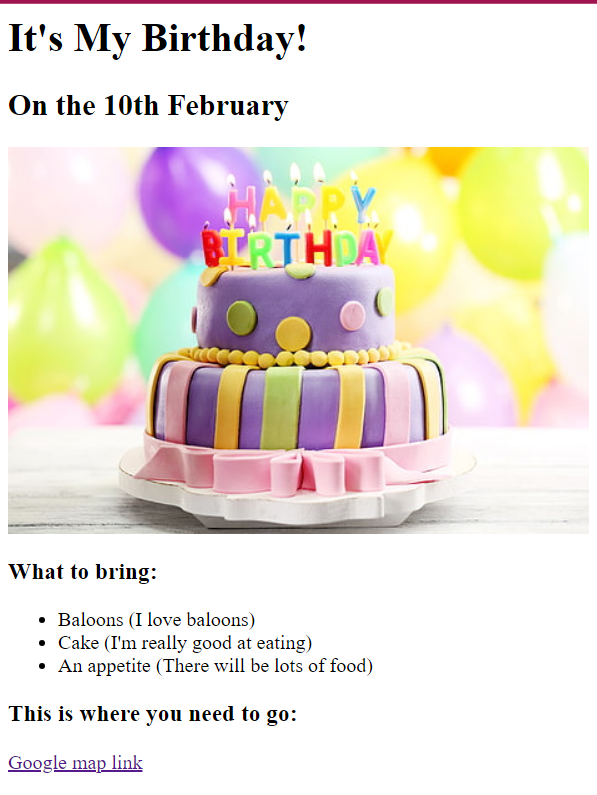 It's My Birthday!
On the 10th February
HAPPY
BIRTHDAY
What to bring:
Baloons (I love baloons)
Cake (I'm really good at eating)
An appetite (There will be lots of food)
This is where you need to go:
Google map link